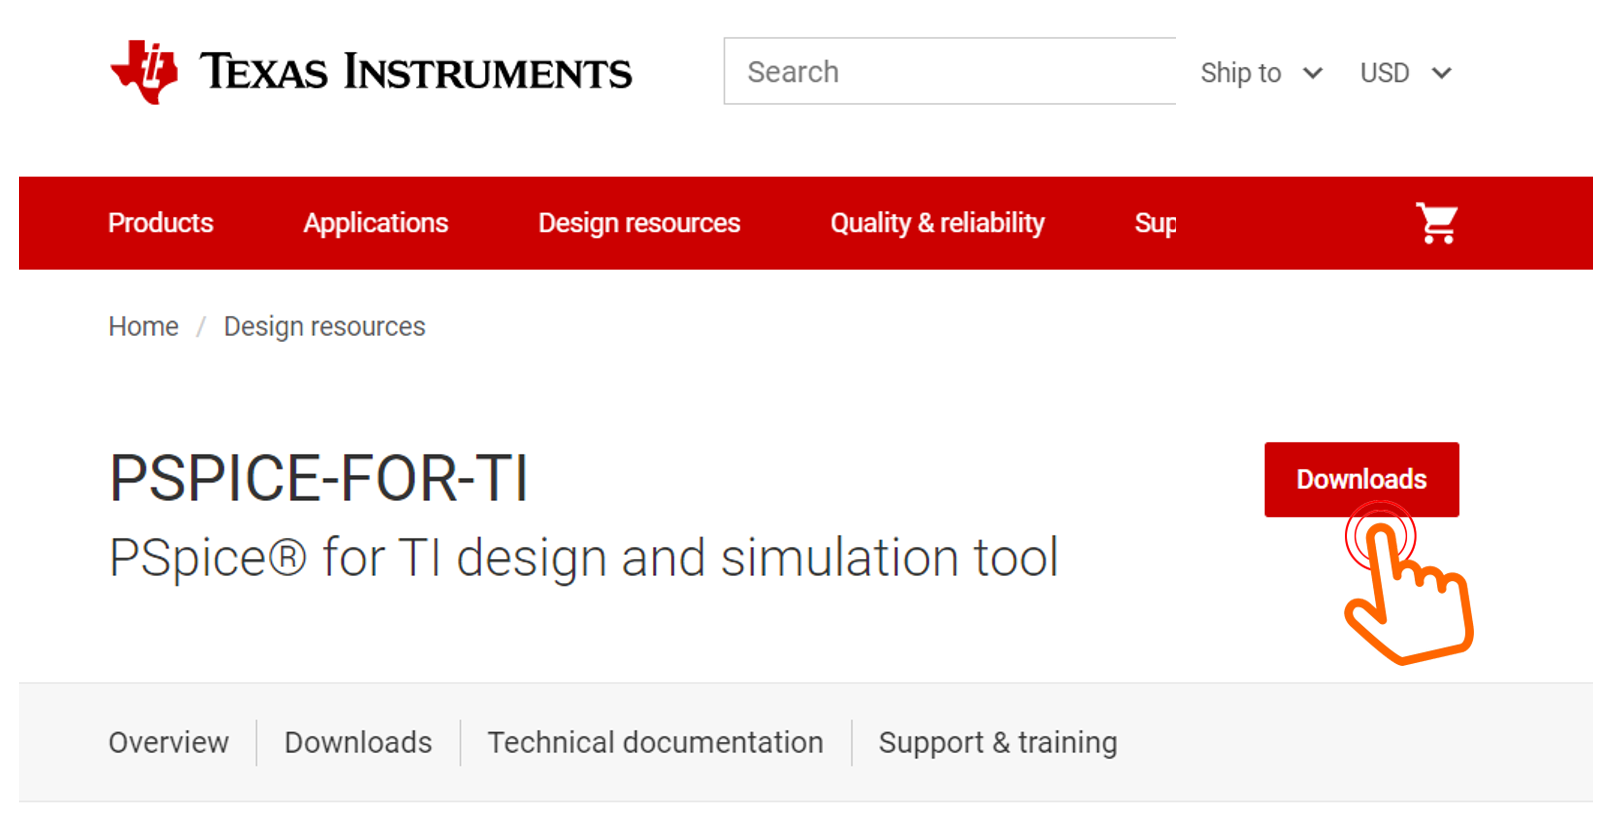 TEXAS INSTRUMENTS
Search
Ship to
USD
Products
Applications
Design resources
Quality & reliability
Sup
Home / Design resources
PSPICE-FOR-TI
Downloads
PSpice® for TI design and simulation tool
Overview
Downloads
Technical documentation
Support & training